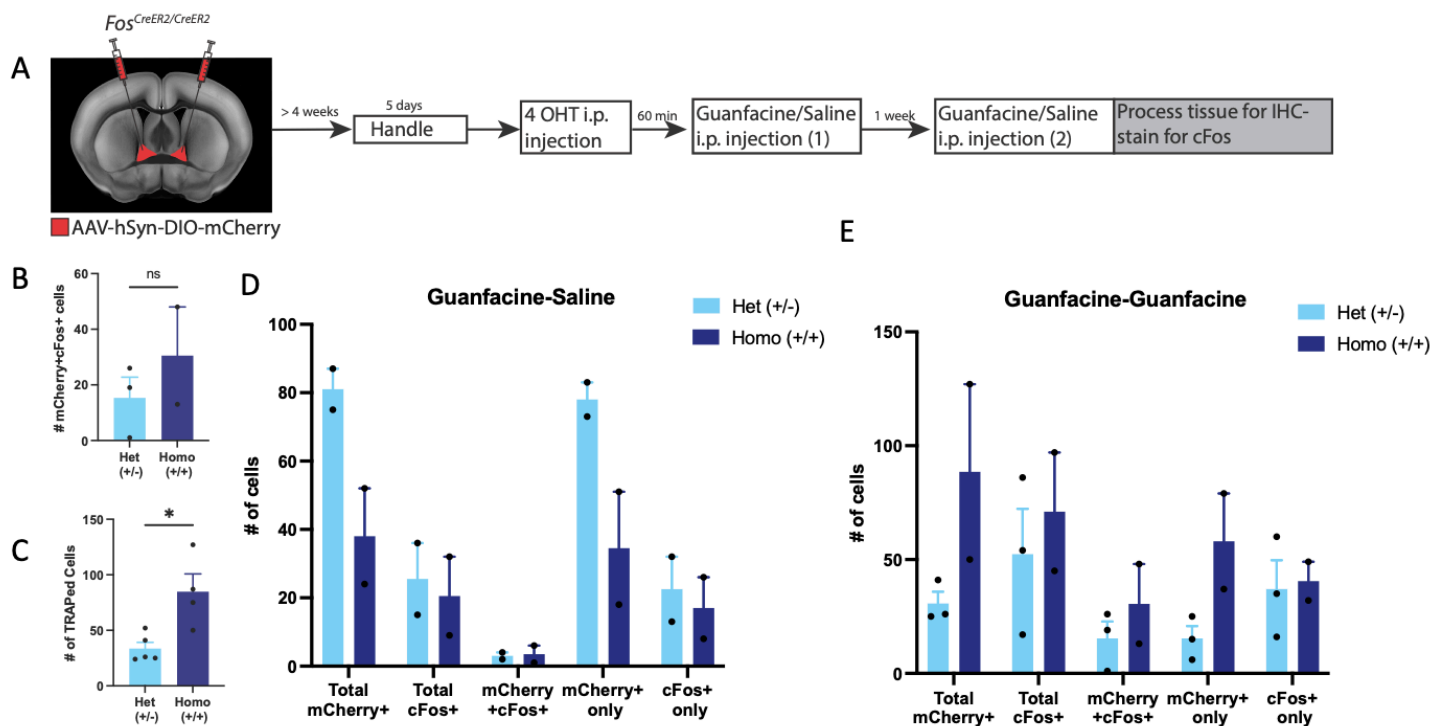 Fos^CreER2/CreER2
A
> 4 weeks
5 days
Handle
4 OHT i.p.
injection
60 min
Guanfacine/Saline
i.p. injection (1)
1 week
Guanfacine/Saline
i.p. injection (2)
Process tissue for IHC-
stain for cFos
AAV-hSyn-DIO-mCherry
B
# mCherry+cFos+ cells
60
40
20
0
ns
Het
(+/-)
Homo
(+/+)
C
# of TRAPed Cells
150
100
50
0
*
Het
(+/-)
Homo
(+/+)
D
Guanfacine-Saline
Het (+/-)
Homo (+/+)
# of cells
100
80
60
40
20
0
Total
mCherry+
Total
cFos+
mCherry
+cFos+
mCherry+
only
cFos+
only
E
Guanfacine-Guanfacine
Het (+/-)
Homo (+/+)
# of cells
150
100
50
0
Total
mCherry+
Total
cFos+
mCherry
+cFos+
mCherry+
only
cFos+
only